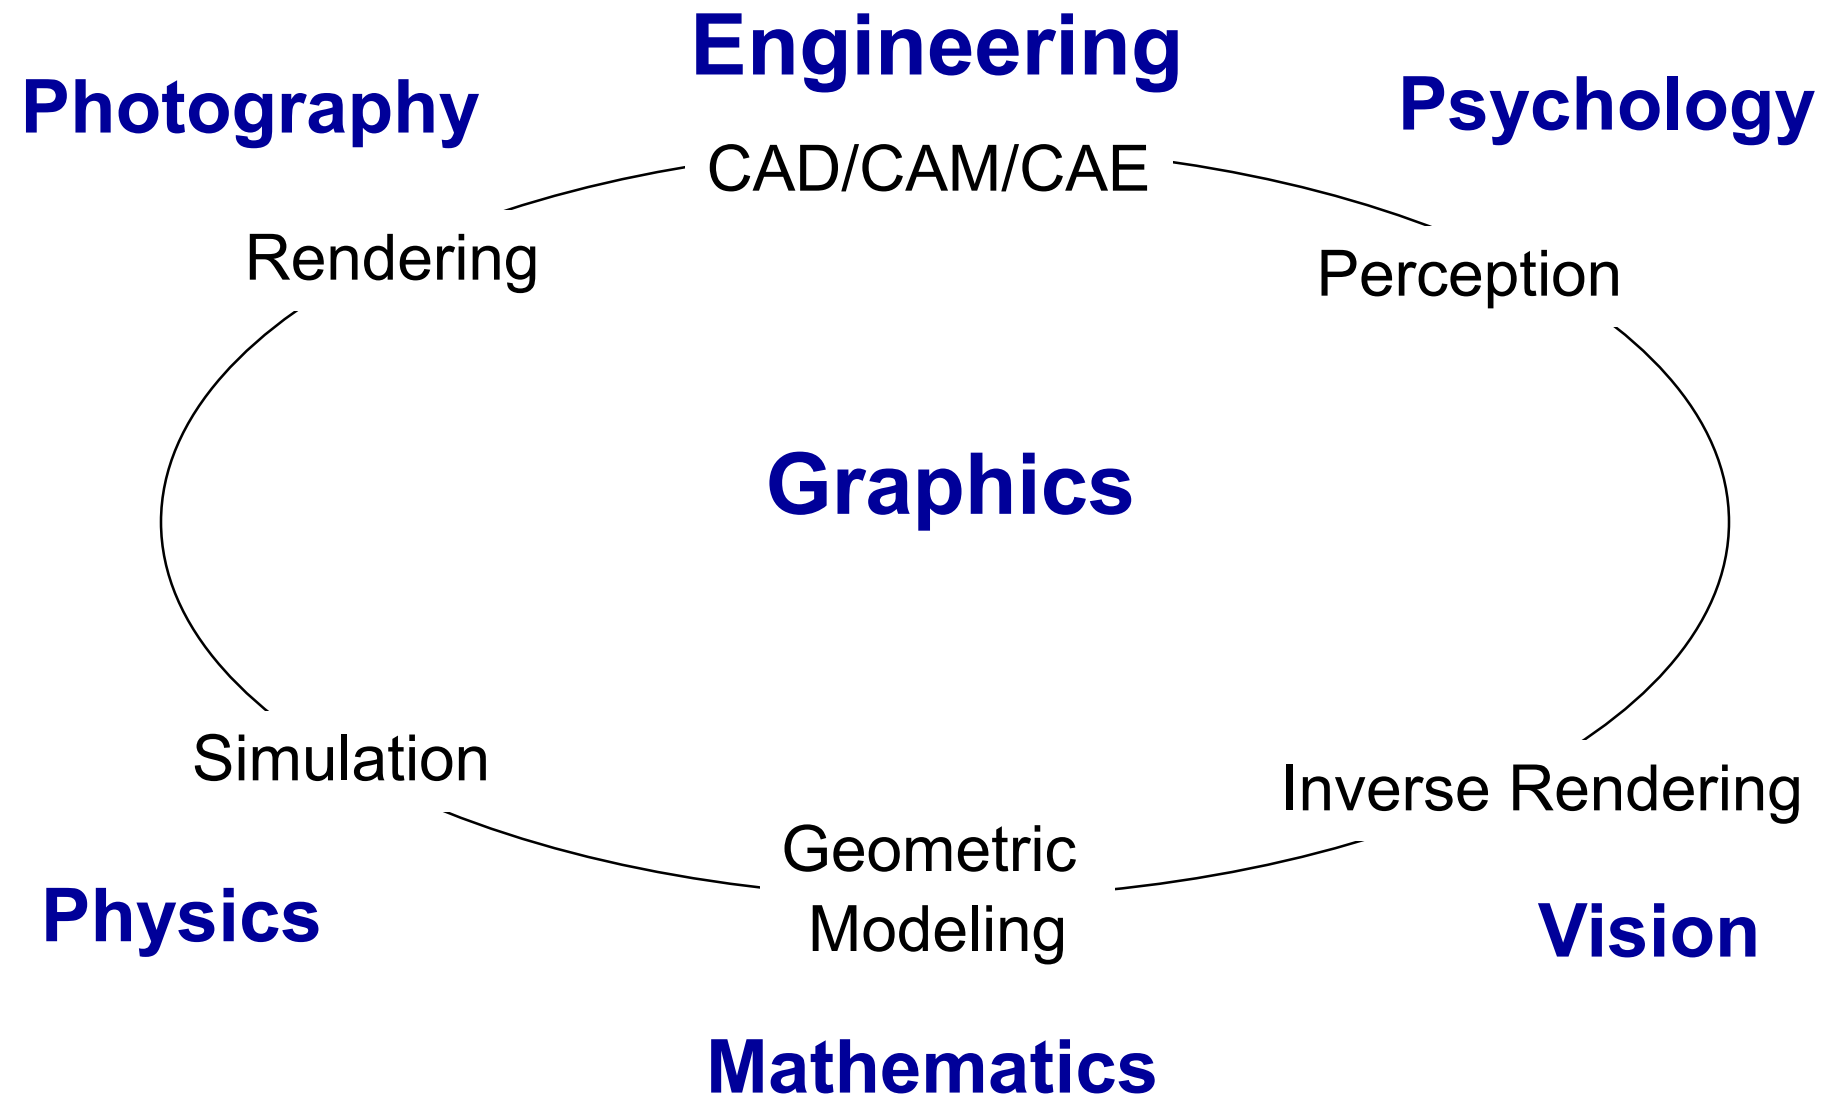 Engineering
Photography
Psychology
CAD/CAM/CAE
Rendering
Perception
Graphics
Simulation
Inverse Rendering
Geometric
Modeling
Physics
Vision
Mathematics